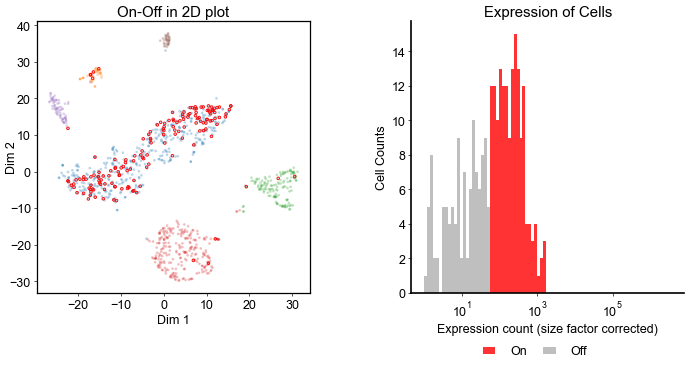 On-Off in 2D plot
40
30
20
10
0
−10
−20
−30
Dim 2
−20 −10 0 10 20 30
Dim 1
Expression of Cells
14
12
10
8
6
4
2
0
Cell Counts
10^1 10^3 10^5
Expression count (size factor corrected)
On Off